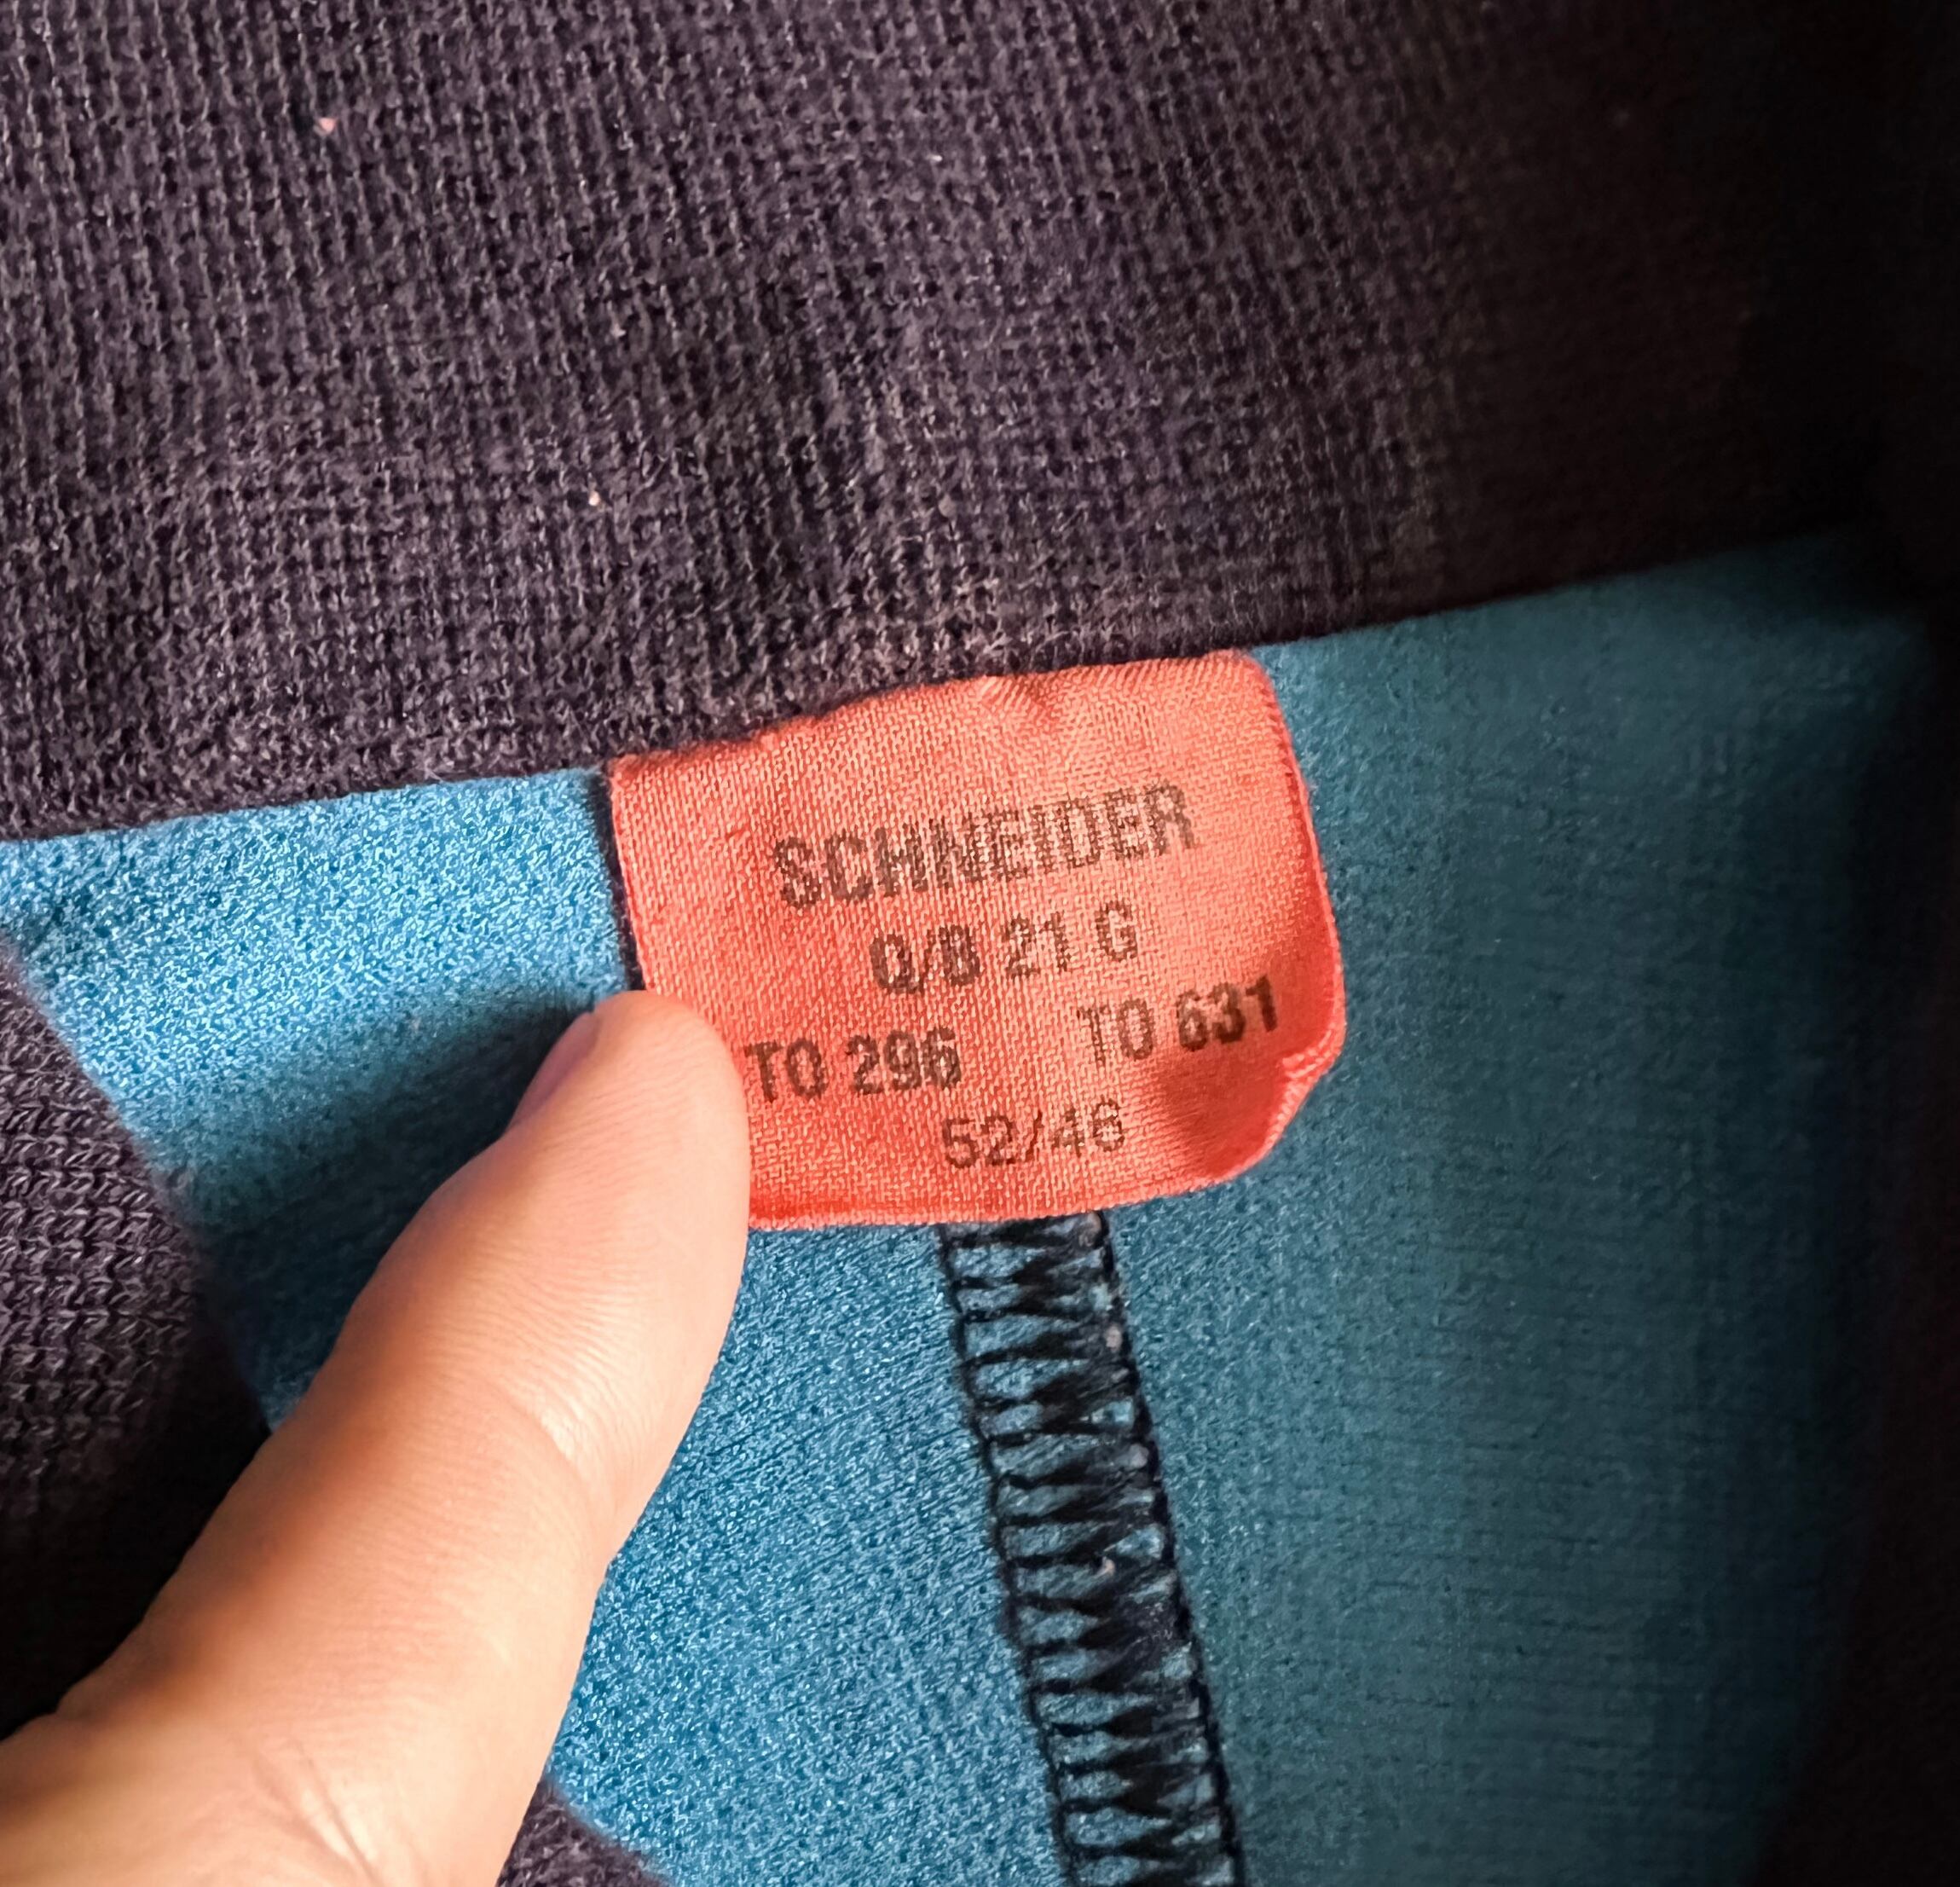 SCHNEIDER
Q/B 21 G
TO 296 TO 631
52/46